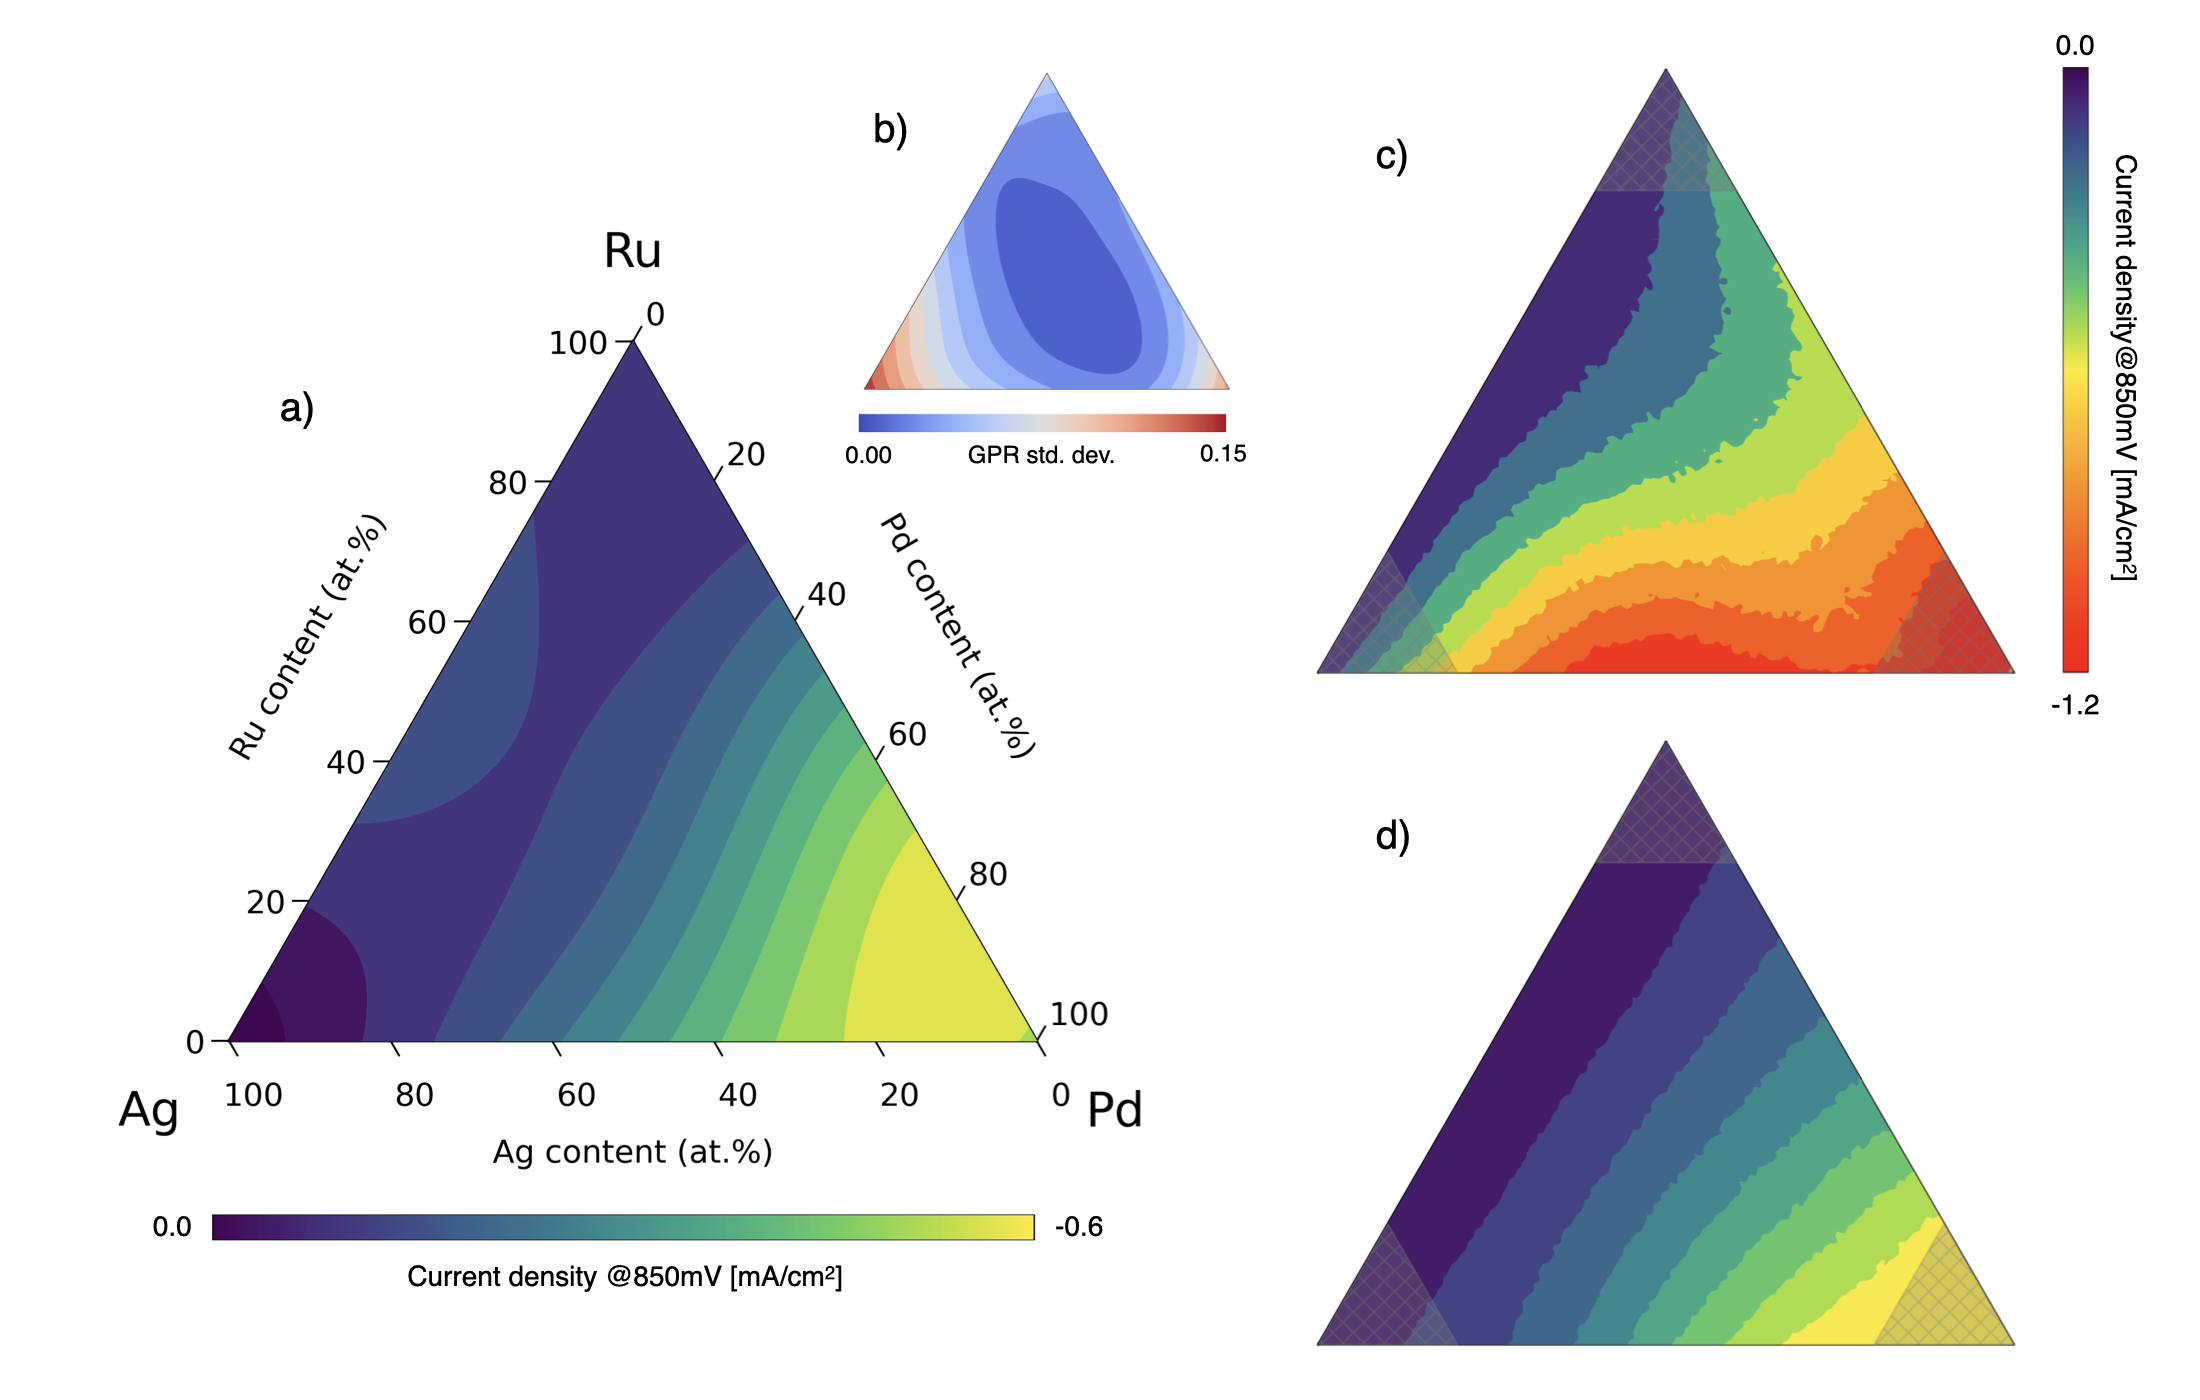 a)
Ru
0
100
20
80
40
60
60
40
80
20
100
0
Ru content (at.%)
Pd content (at.%)
Ag
100
80
60
40
20
0
Pd
Ag content (at.%)
0.0
-0.6
Current density @850mV [mA/cm²]
b)
0.00
GPR std. dev.
0.15
c)
0.0
Current density@850mV [mA/cm²]
-1.2
d)